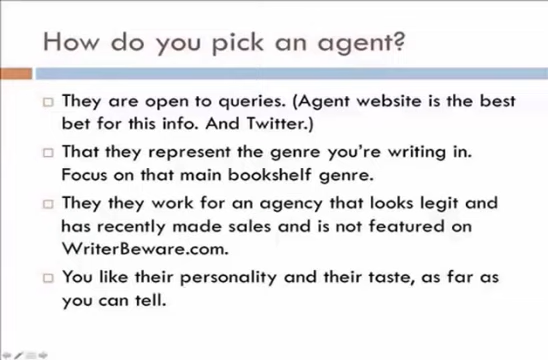 How do you pick an agent?
They are open to queries. (Agent website is the best
bet for this info. And Twitter.)
That they represent the genre you're writing in.
Focus on that main bookshelf genre.
They they work for an agency that looks legit and
has recently made sales and is not featured on
WriterBeware.com.
You like their personality and their taste, as far as
you can tell.